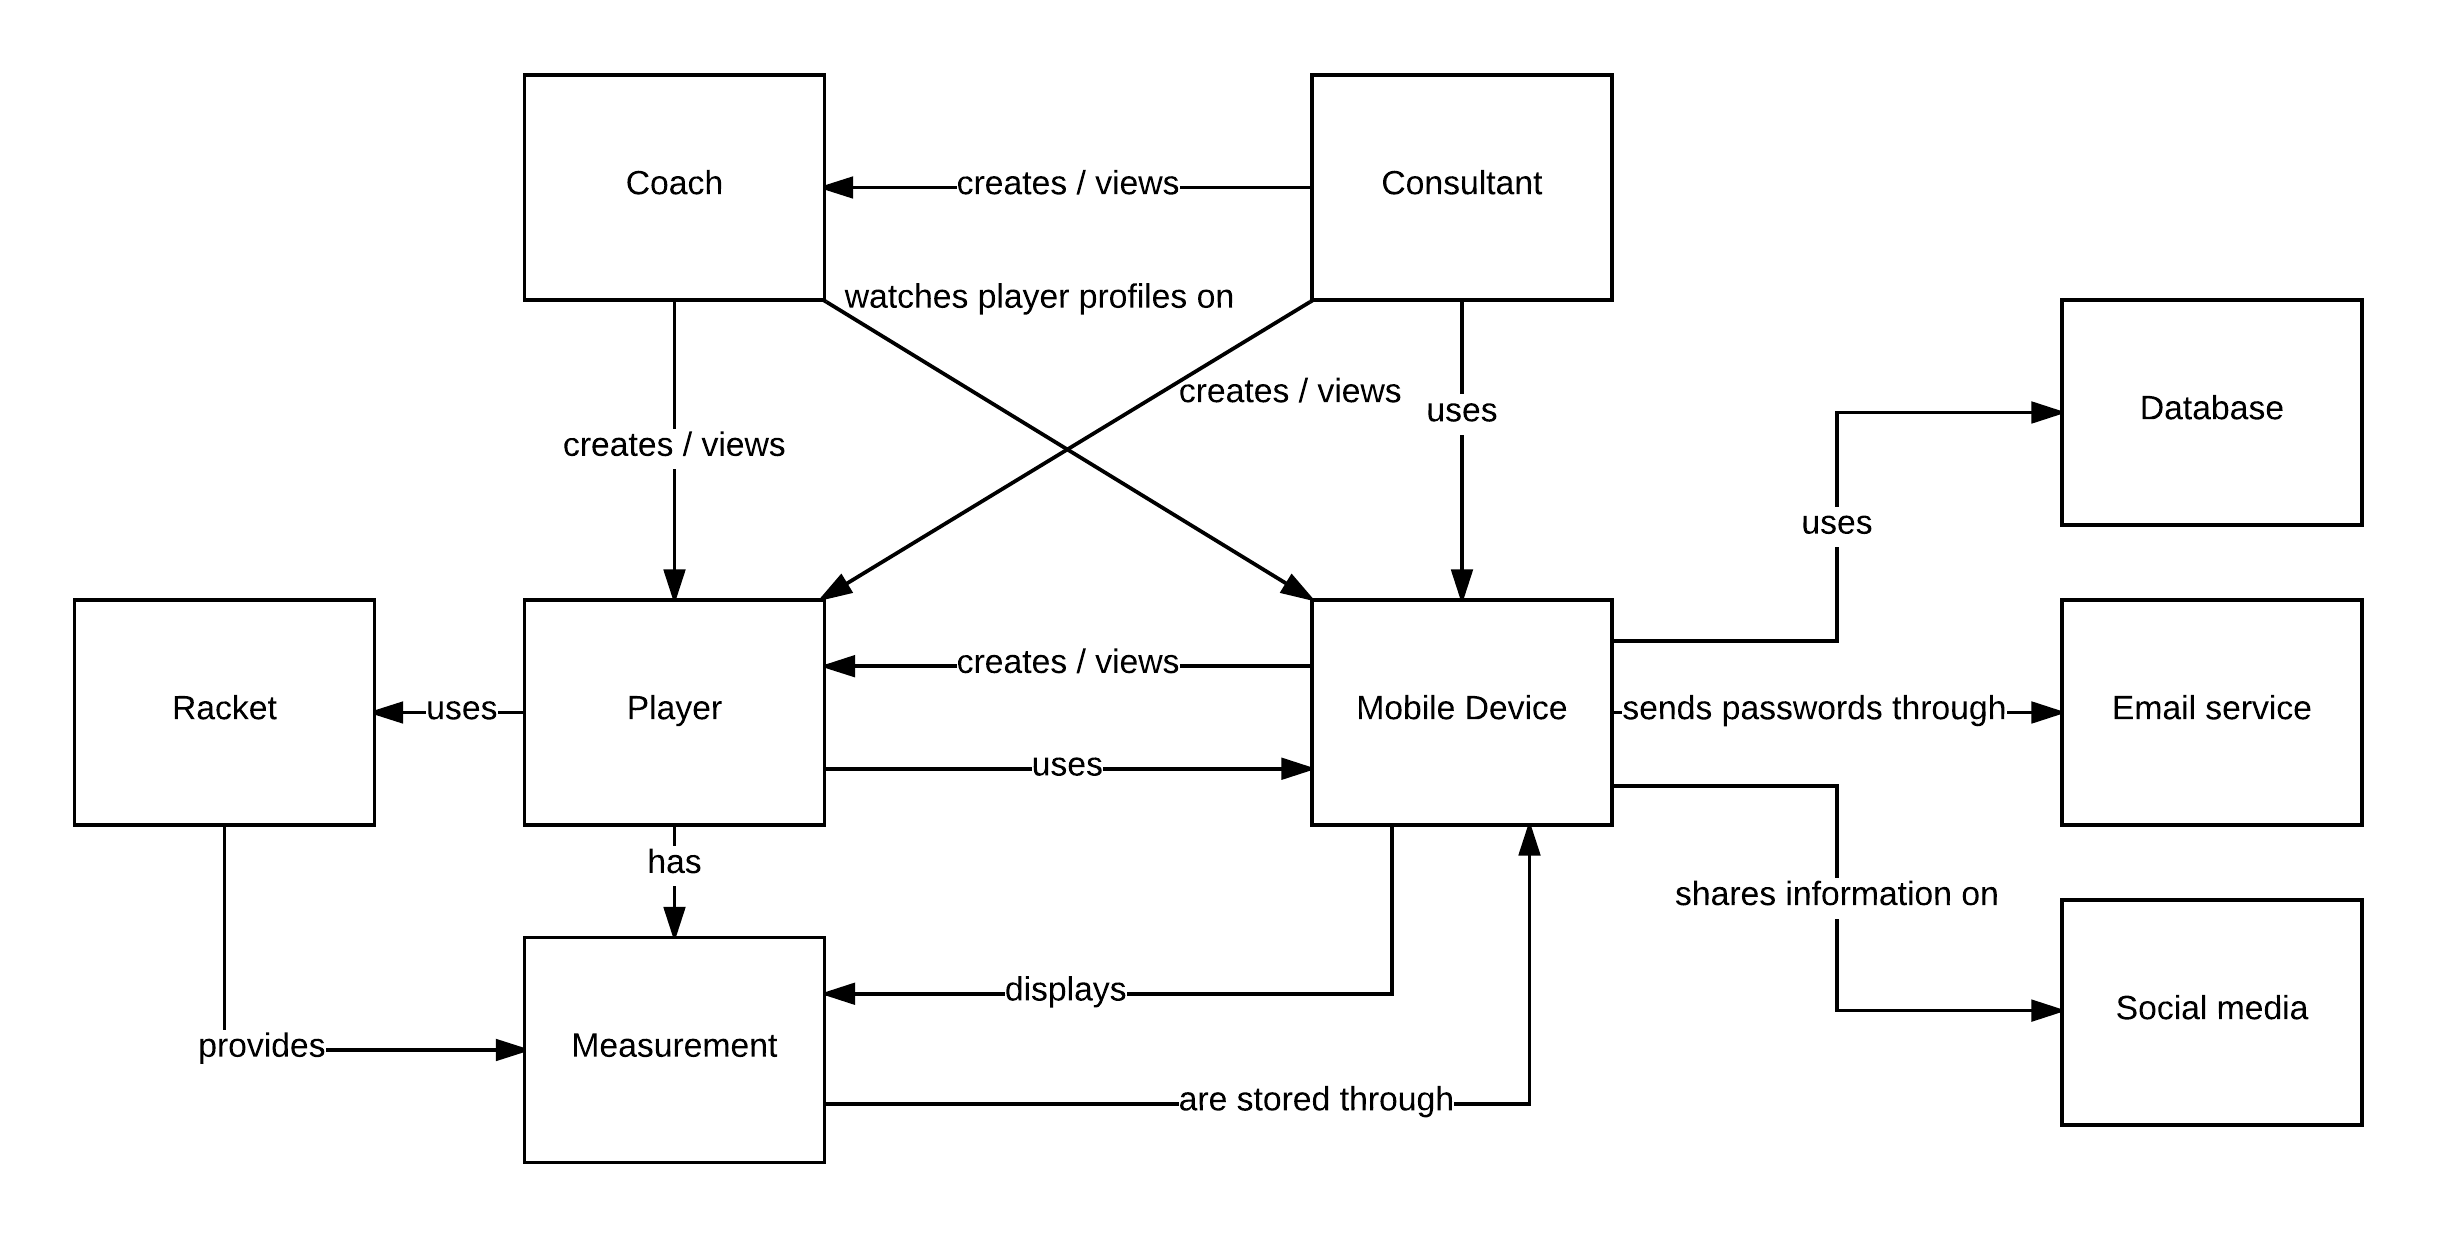 Coach
creates / views
Consultant
watches player profiles on
creates / views
uses
Database
creates / views
uses
creates / views
Racket
uses
Player
Mobile Device
sends passwords through
Email service
uses
has
shares information on
displays
Social media
provides
Measurement
are stored through